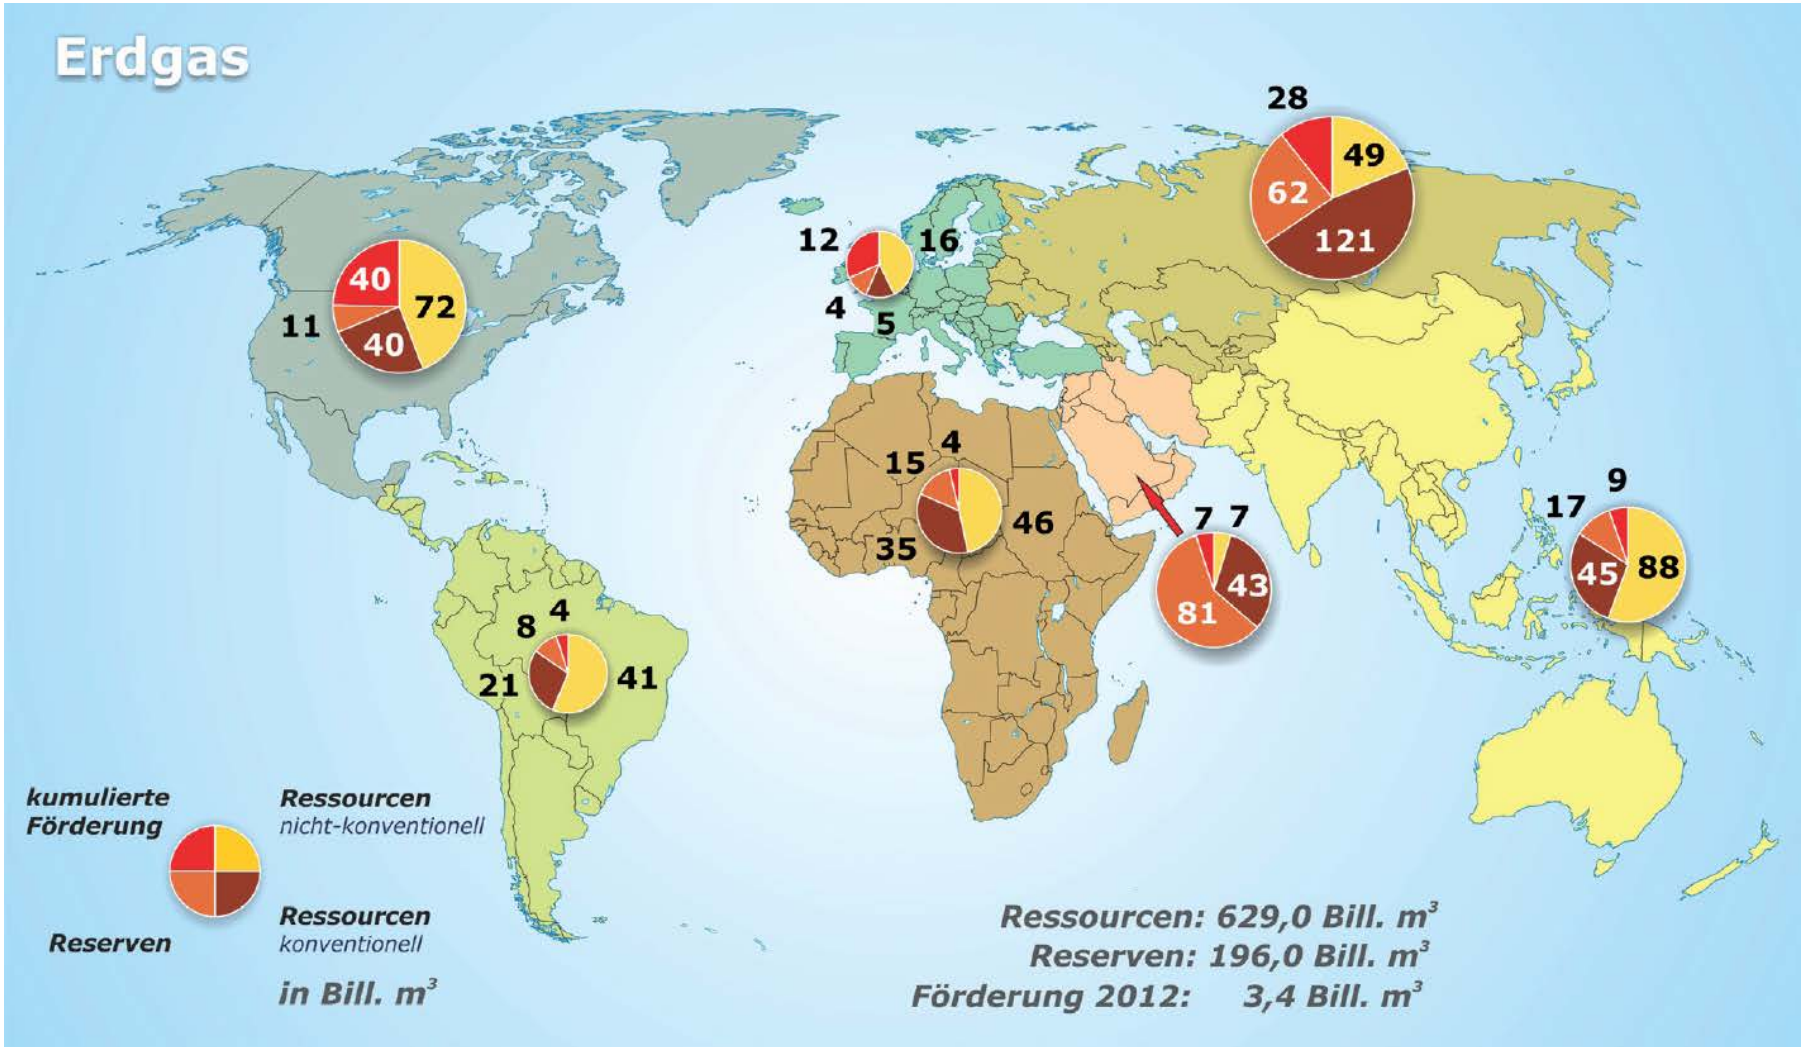 Erdgas
28
49
62
121
12
16
4
5
40
72
11
40
15
4
46
35
7
7
43
81
9
17
45
88
8
4
21
41
kumulierte
Förderung
Ressourcen
nicht-konventionell
Reserven
Ressourcen
konventionell
in Bill. m³
Ressourcen: 629,0 Bill. m³
Reserven: 196,0 Bill. m³
Förderung 2012: 3,4 Bill. m³